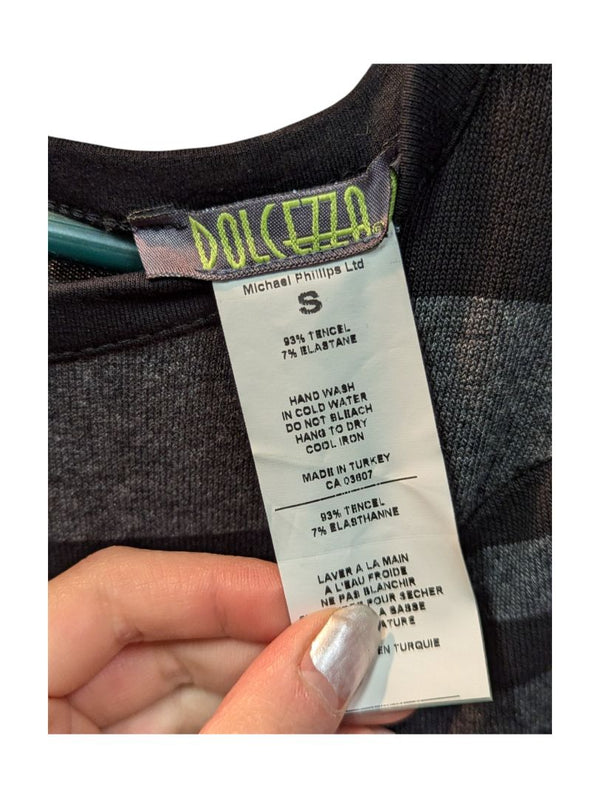 DOLCEZZA
Michael Phillips Ltd
S
93% TENCEL
7% ELASTANE
HAND WASH
IN COLD WATER
DO NOT BLEACH
HANG TO DRY
COOL IRON
MADE IN TURKEY
CA 03607
93% TENCEL
7% ELASTHANNE
LAVER A LA MAIN
A L'EAU FROIDE
NE PAS BLANCHIR
POUR SECHER
A BASSE
EN TURQUIE